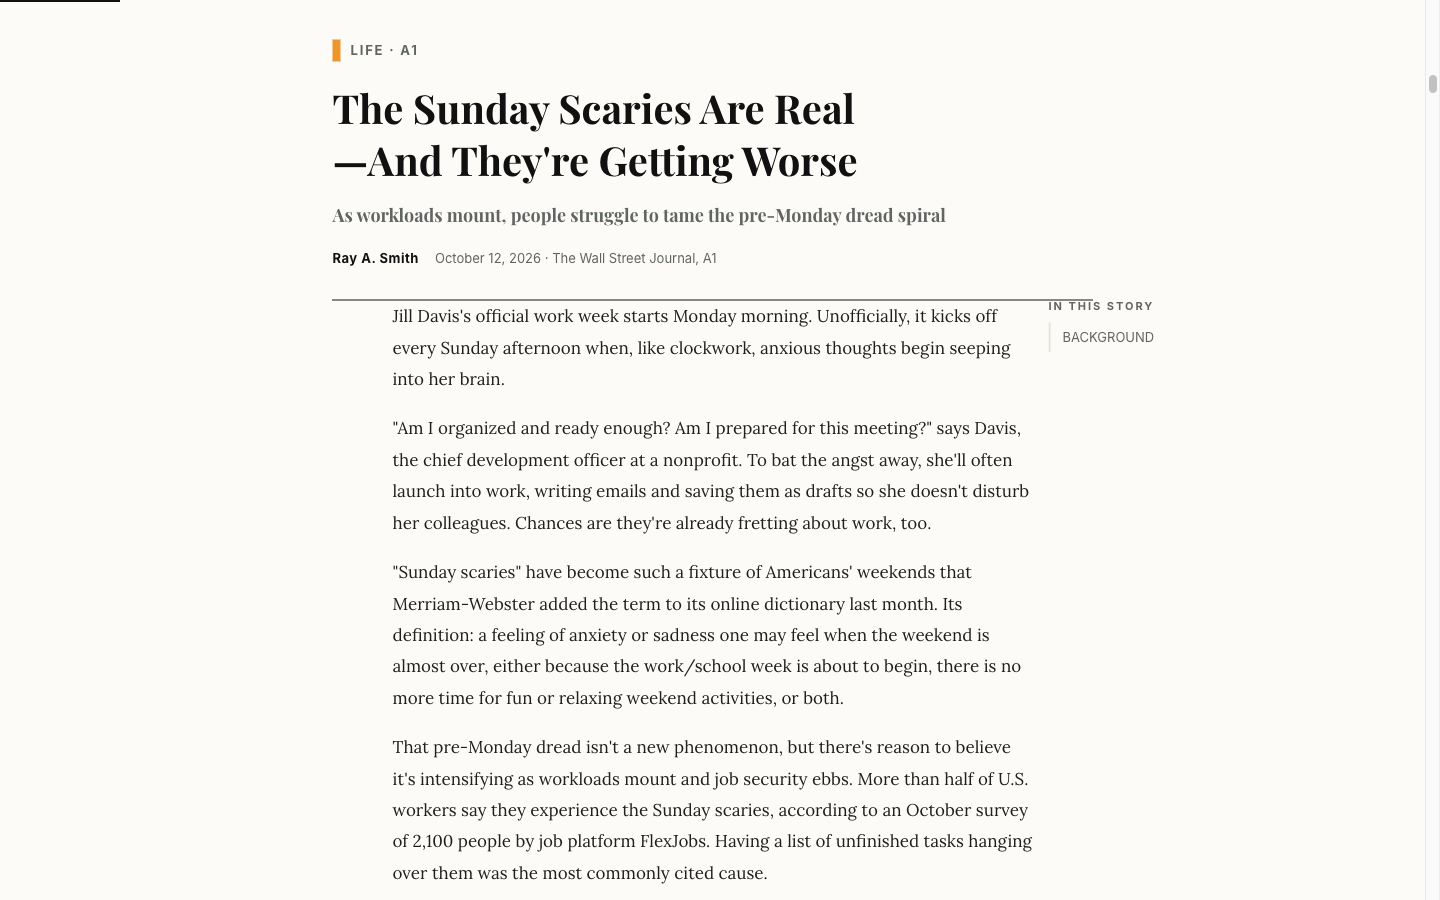 LIFE · A1
The Sunday Scaries Are Real
—And They're Getting Worse
As workloads mount, people struggle to tame the pre-Monday dread spiral
Ray A. Smith October 12, 2026 · The Wall Street Journal, A1
IN THIS STORY
BACKGROUND
Jill Davis's official work week starts Monday morning. Unofficially, it kicks off
every Sunday afternoon when, like clockwork, anxious thoughts begin seeping
into her brain.
"Am I organized and ready enough? Am I prepared for this meeting?" says Davis,
the chief development officer at a nonprofit. To bat the angst away, she'll often
launch into work, writing emails and saving them as drafts so she doesn't disturb
her colleagues. Chances are they're already fretting about work, too.
"Sunday scaries" have become such a fixture of Americans' weekends that
Merriam-Webster added the term to its online dictionary last month. Its
definition: a feeling of anxiety or sadness one may feel when the weekend is
almost over, either because the work/school week is about to begin, there is no
more time for fun or relaxing weekend activities, or both.
That pre-Monday dread isn't a new phenomenon, but there's reason to believe
it's intensifying as workloads mount and job security ebbs. More than half of U.S.
workers say they experience the Sunday scaries, according to an October survey
of 2,100 people by job platform FlexJobs. Having a list of unfinished tasks hanging
over them was the most commonly cited cause.